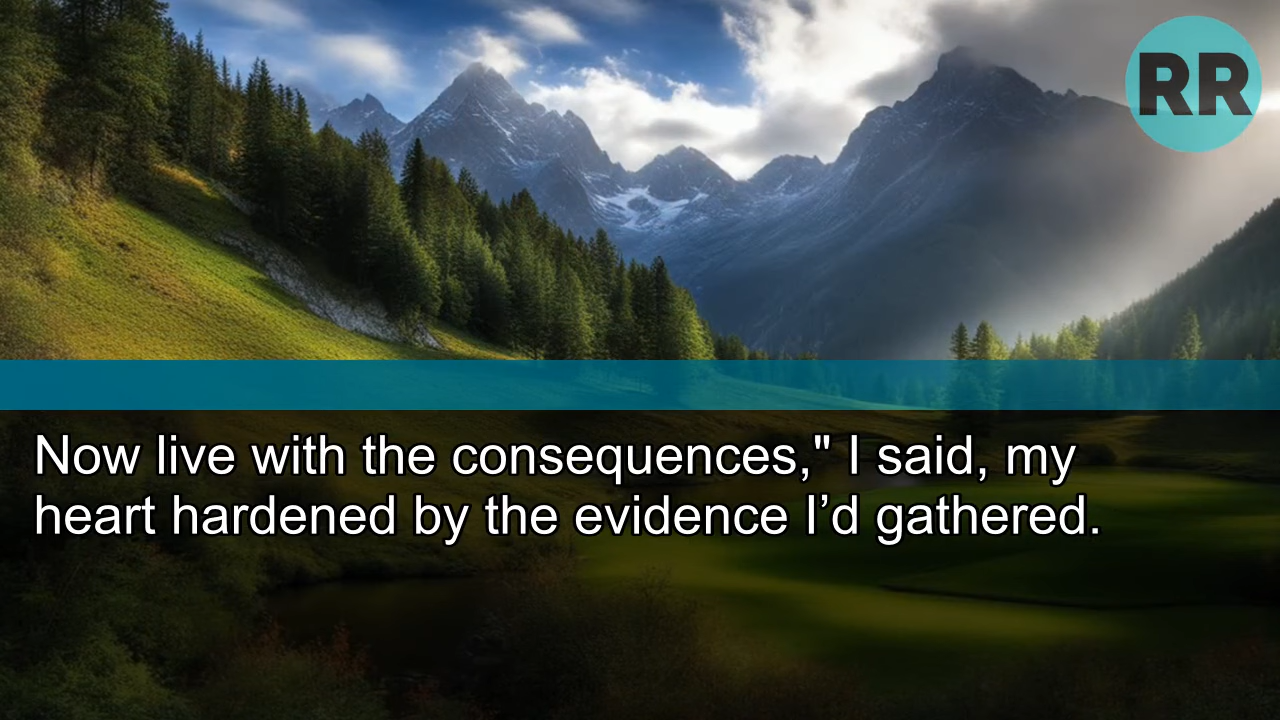 RR
Now live with the consequences," I said, my
heart hardened by the evidence I’d gathered.